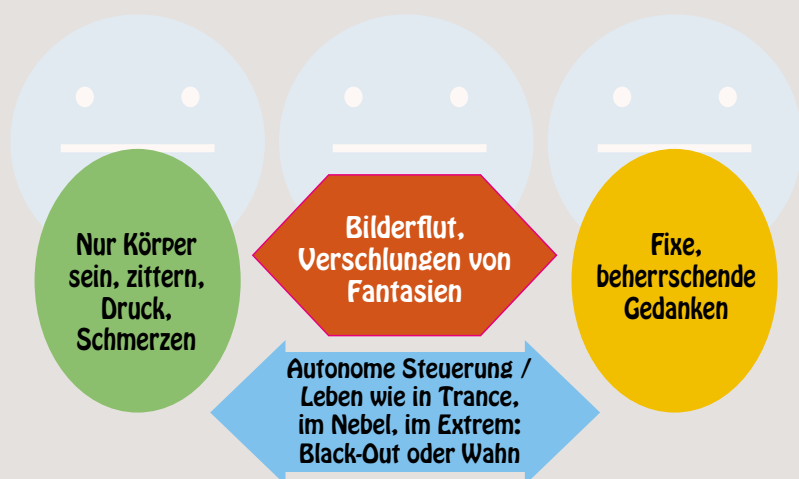 Nur Körper
sein, zittern,
Druck,
Schmerzen
Bilderflut,
Verschlungen von
Fantasien
Fixe,
beherrschende
Gedanken
Autonome Steuerung /
Leben wie in Trance,
im Nebel, im Extrem:
Black-Out oder Wahn